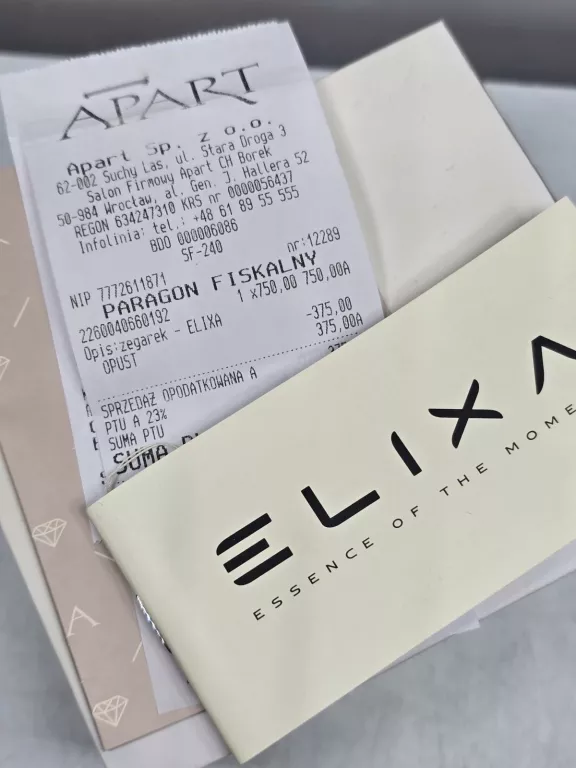 APART
Apart Sp. z o.o.
62-002 Suchy Las, ul. Stara Droga 3
Salon Firmowy Apart CH Borek
50-984 Wrocław, al. Gen. J. Hallera 52
REGON 634247310 KRS nr 0000056437
Infolinia: tel.: +48 61 89 55 555
BDO 000006086
SF-240
NIP 7772611871 nr:12289
PARAGON FISKALNY
2260040660192 1 x750,00 750,00A
Opis:zegarek - ELIXA
OPUST -375,00
375,00A
SPRZEDAŻ OPODATKOWANA A
PTU A 23%
SUMA PTU
SUMA
ELIXA
ESSENCE OF THE MOME
A